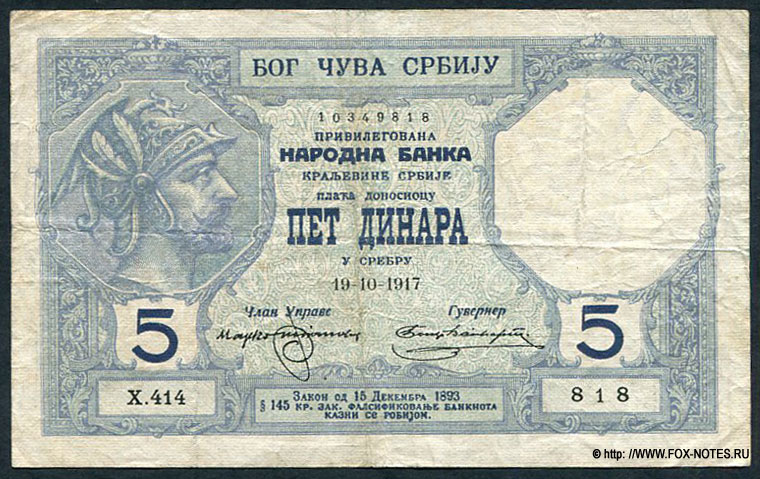 БОГ ЧУВА СРБИЈУ
10349818
ПРИВИЛЕГОВАНА
НАРОДНА БАНКА
КРАЉЕВИНЕ СРБИЈЕ
ПЛАЋА ДОНОСИОЦУ
ПЕТ ДИНАРА
У СРЕБРУ
19-10-1917
Члан Управе Гувернер
5 5
X.414 818
ЗАКОН ОД 15 ДЕКЕМБРА 1893
§ 145 КР. ЗАК. ФАЛСИФИКОВАЊЕ БАНКНОТА
КАЗНИ СЕ РОБИЈОМ.
© http: //WWW.FOX-NOTES.RU